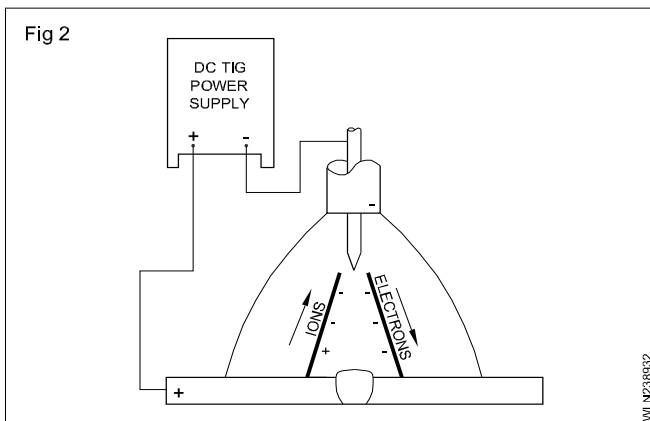 Fig 2
DC TIG
POWER
SUPPLY
+ -
-
IONS
ELECTRONS
- -
- -
+ -
+
WLN238932